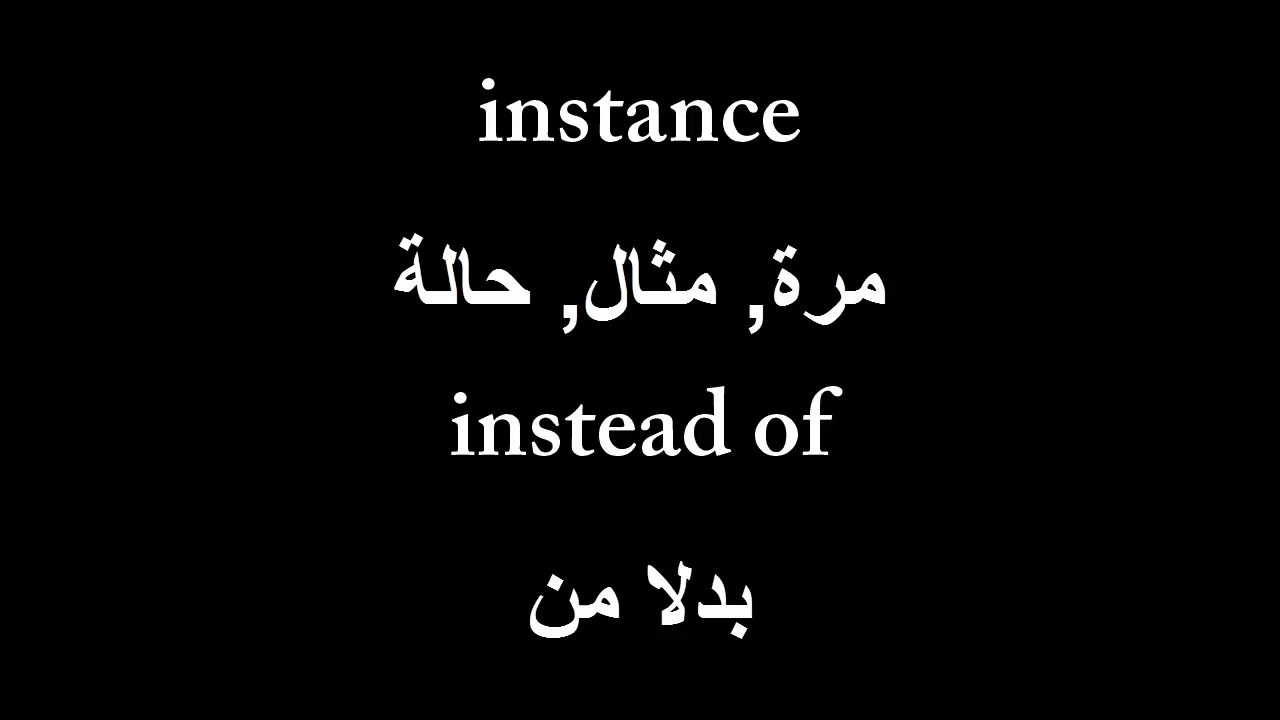 instance
مرة, مثال, حالة
instead of
بدلا من